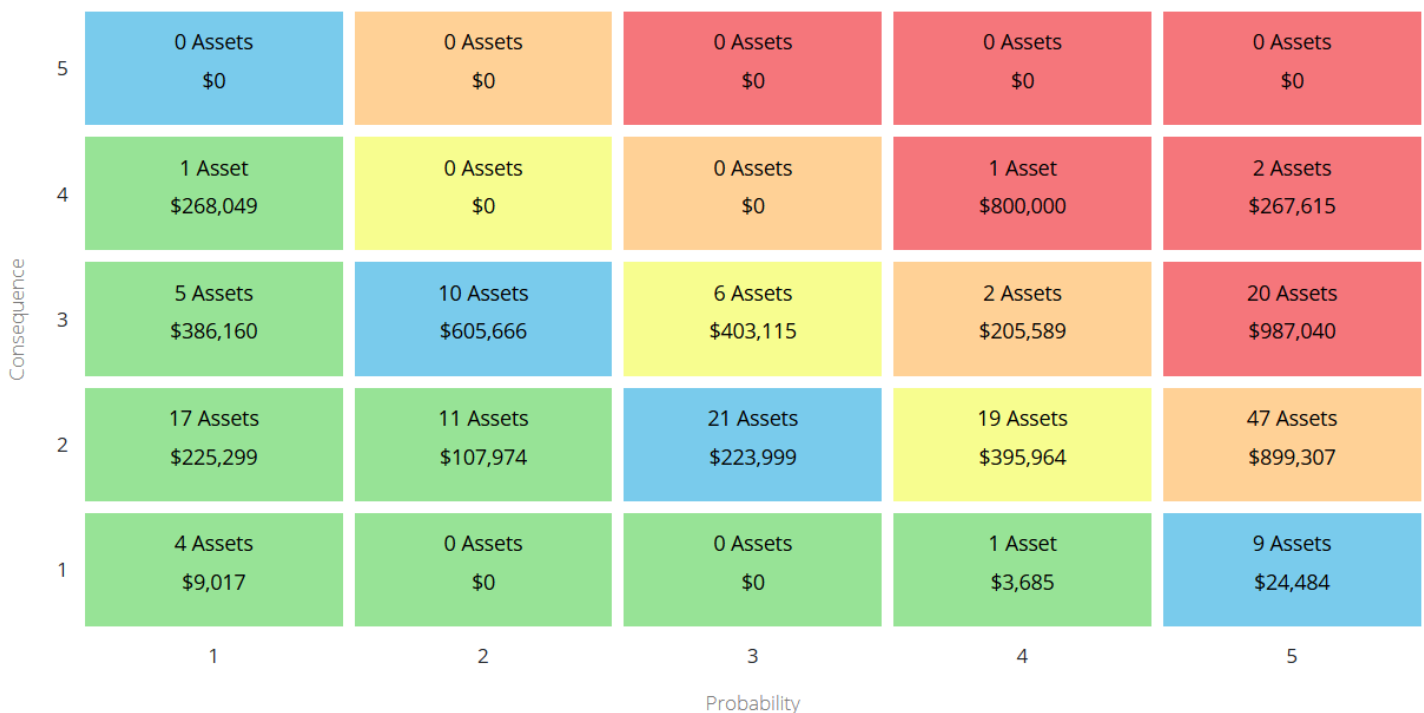 5
0 Assets
$0
0 Assets
$0
0 Assets
$0
0 Assets
$0
0 Assets
$0
4
1 Asset
$268,049
0 Assets
$0
0 Assets
$0
1 Asset
$800,000
2 Assets
$267,615
Consequence
3
5 Assets
$386,160
10 Assets
$605,666
6 Assets
$403,115
2 Assets
$205,589
20 Assets
$987,040
2
17 Assets
$225,299
11 Assets
$107,974
21 Assets
$223,999
19 Assets
$395,964
47 Assets
$899,307
1
4 Assets
$9,017
0 Assets
$0
0 Assets
$0
1 Asset
$3,685
9 Assets
$24,484
1
2
3
4
5
Probability